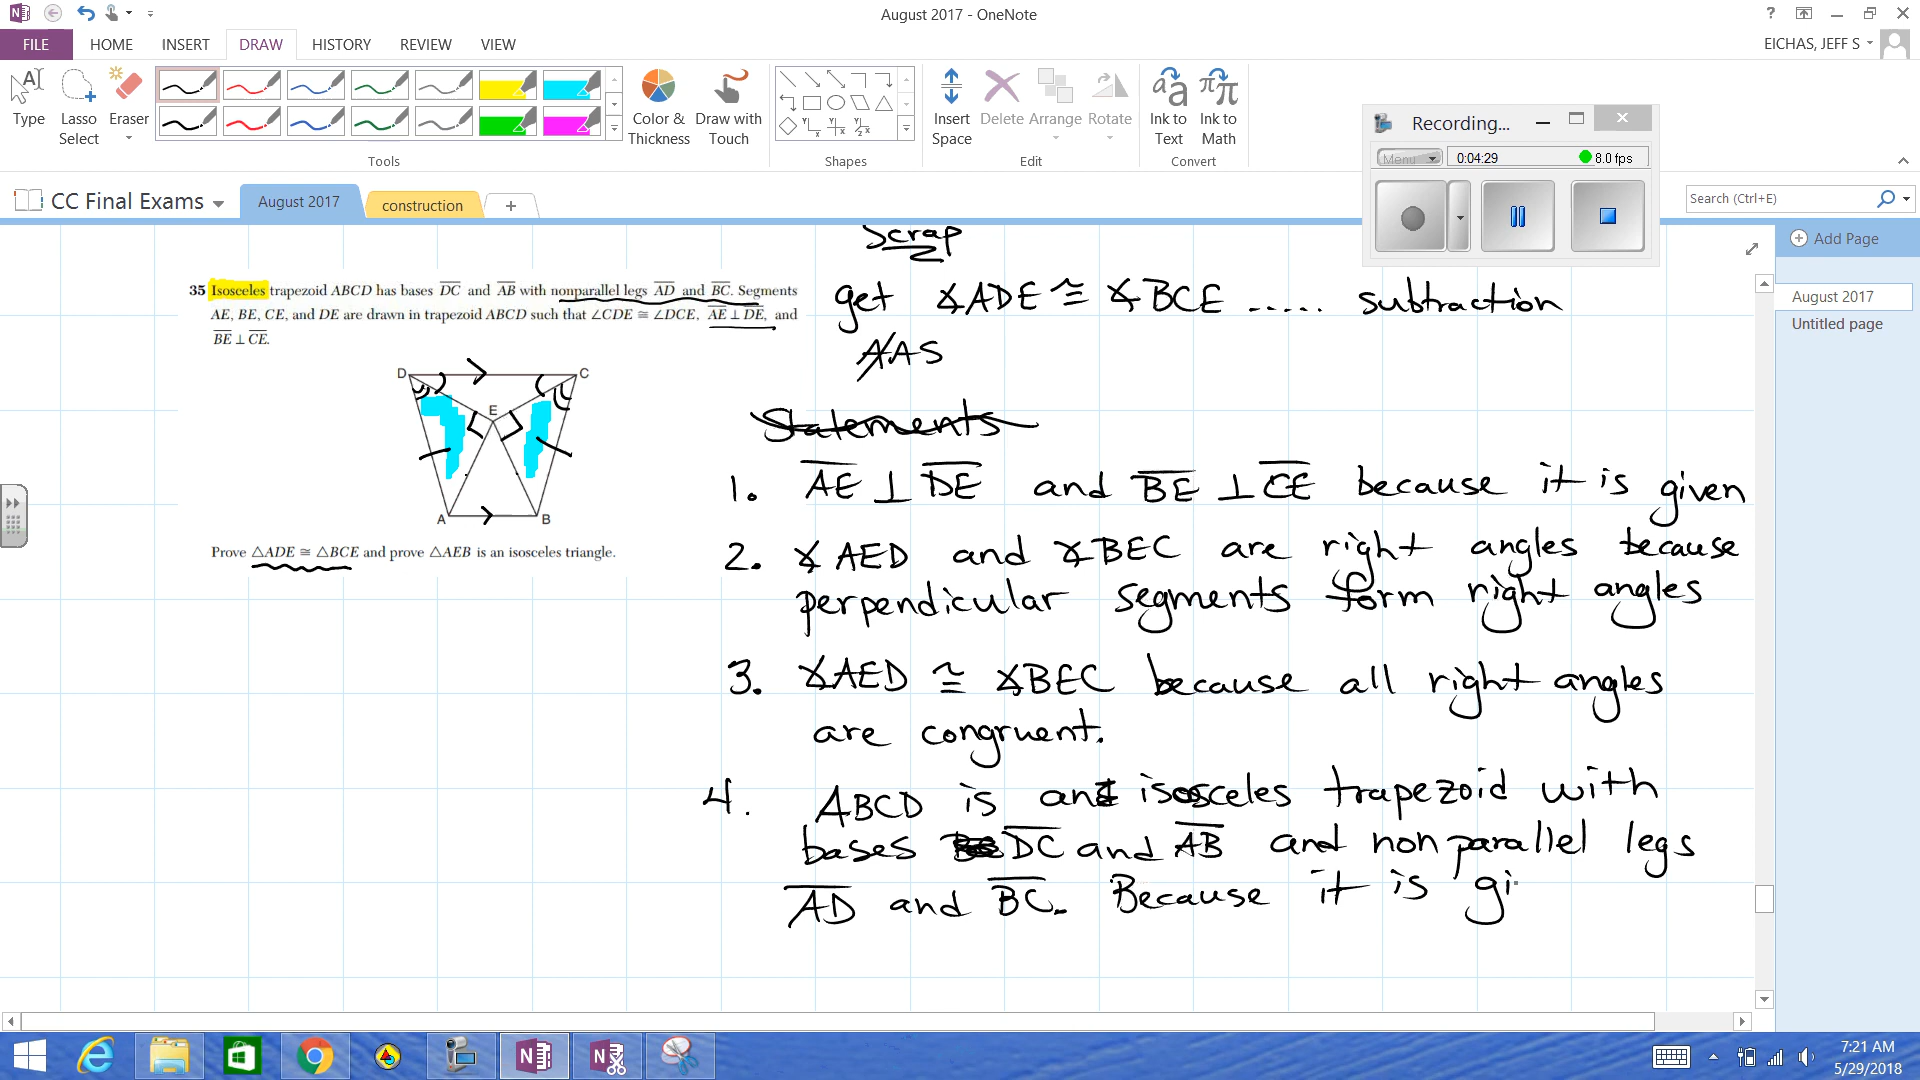 August 2017 - OneNote
FILE HOME INSERT DRAW HISTORY REVIEW VIEW
EICHAS, JEFF S
Type
Lasso Select
Eraser
Color & Thickness
Draw with Touch
Insert Space
Delete
Arrange
Rotate
Ink to Text
Ink to Math
Tools
Shapes
Edit
Convert
Recording...
Menu
0:04:29
8.0 fps
CC Final Exams
August 2017
construction
Search (Ctrl+E)
Add Page
August 2017
Untitled page
35 Isosceles trapezoid ABCD has bases DC and AB with nonparallel legs AD and BC. Segments
AE, BE, CE, and DE are drawn in trapezoid ABCD such that ∠CDE ≅ ∠DCE, AE ⊥ DE, and
BE ⊥ CE.
D C
E
A B
Prove △ADE ≅ △BCE and prove △AEB is an isosceles triangle.
Scrap
get ∡ADE ≅ ∡BCE ..... subtraction
AAS
Statements
1. AE ⊥ DE and BE ⊥ CE because it is given
2. ∡AED and ∡BEC are right angles because
perpendicular segments form right angles
3. ∡AED ≅ ∡BEC because all right angles
are congruent.
4. ABCD is an isosceles trapezoid with
bases DC and AB and nonparallel legs
AD and BC. Because it is gi
7:21 AM
5/29/2018